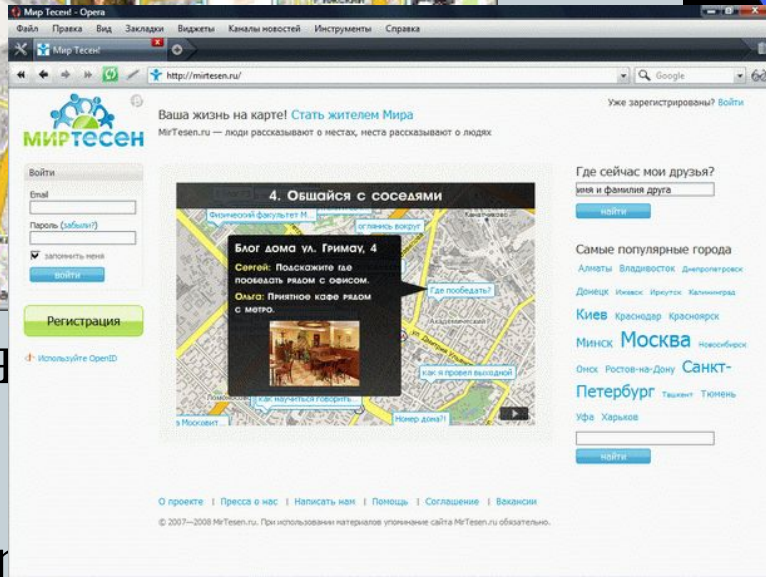 Мир Тесен! - Opera
Файл Правка Вид Закладки Виджеты Каналы новостей Инструменты Справка
Мир Тесен!
http://mirtesen.ru/
Google
МИРТЕСЕН
Ваша жизнь на карте! Стать жителем Мира
MirTesen.ru — люди рассказывают о местах, места рассказывают о людях
Уже зарегистрированы? Войти
Войти
Email
Пароль (забыли?)
запомнить меня
войти
Регистрация
Используйте OpenID
4. Общайся с соседями
Физический факультет М...
оглянись вокруг
Блог дома ул. Гримау, 4
Сергей: Подскажите где
пообедать рядом с офисом.
Ольга: Приятное кафе рядом
с метро.
Где пообедать?
Академический
ул. Дмитрия Ульянова
как я провел выходной
как научиться говорить...
Номер дома?!
а Московит...
Где сейчас мои друзья?
имя и фамилия друга
найти
Самые популярные города
Алматы Владивосток Днепропетровск
Донецк Ижевск Иркутск Калининград
Киев Краснодар Красноярск
Минск Москва Новосибирск
Омск Ростов-на-Дону Санкт-
Петербург Ташкент Тюмень
Уфа Харьков
найти
О проекте | Пресса о нас | Написать нам | Помощь | Соглашение | Вакансии
© 2007—2008 MirTesen.ru. При использовании материалов упоминание сайта MirTesen.ru обязательно.